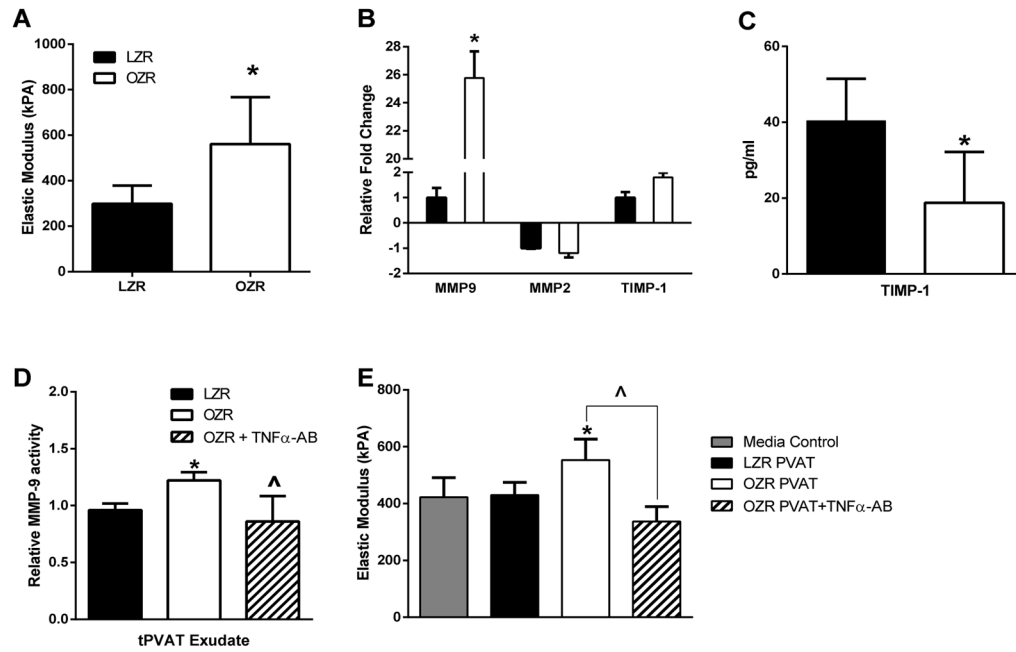 A
Elastic Modulus (kPA)
1000
800
600
400
200
0
LZR
OZR
*
LZR
OZR
B
Relative Fold Change
28
26
24
22
20
2
1
0
-1
-2
*
MMP9
MMP2
TIMP-1
C
pg/ml
60
40
20
0
*
TIMP-1
D
Relative MMP-9 activity
2.0
1.5
1.0
0.5
0.0
LZR
OZR
OZR + TNFα-AB
*
^
tPVAT Exudate
E
Elastic Modulus (kPA)
800
600
400
200
0
*
^
Media Control
LZR PVAT
OZR PVAT
OZR PVAT+TNFα-AB